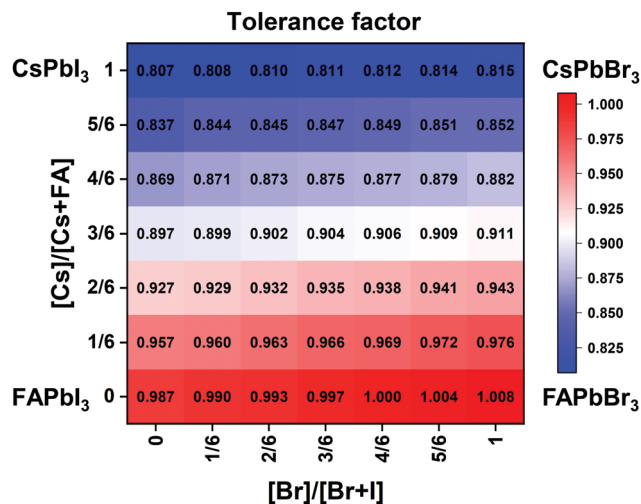 Tolerance factor
CsPbI3 1 0.807 0.808 0.810 0.811 0.812 0.814 0.815 CsPbBr3
5/6 0.837 0.844 0.845 0.847 0.849 0.851 0.852
4/6 0.869 0.871 0.873 0.875 0.877 0.879 0.882
3/6 0.897 0.899 0.902 0.904 0.906 0.909 0.911
2/6 0.927 0.929 0.932 0.935 0.938 0.941 0.943
1/6 0.957 0.960 0.963 0.966 0.969 0.972 0.976
FAPbI3 0 0.987 0.990 0.993 0.997 1.000 1.004 1.008 FAPbBr3
[Cs]/[Cs+FA]
0 1/6 2/6 3/6 4/6 5/6 1
[Br]/[Br+I]
1.000
0.975
0.950
0.925
0.900
0.875
0.850
0.825